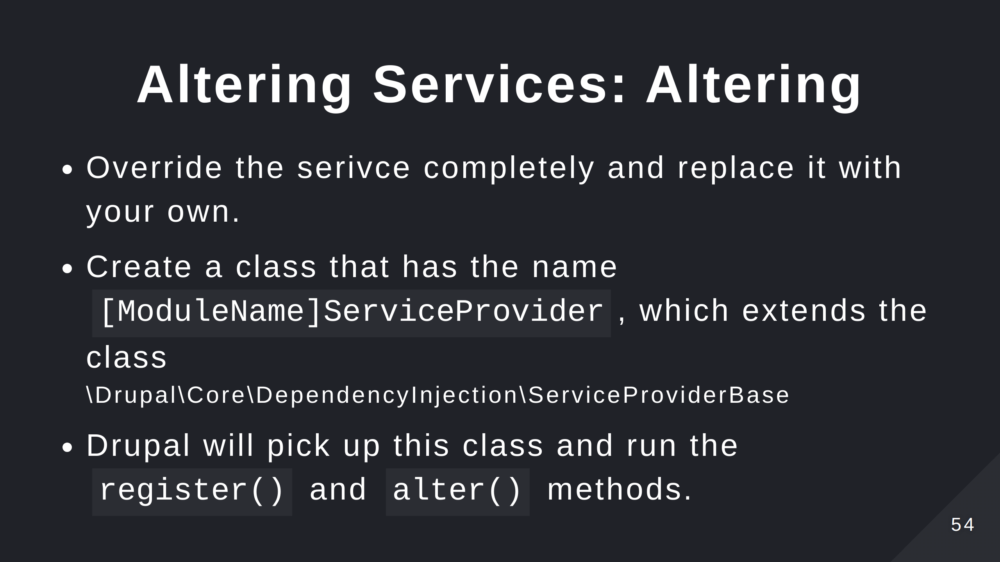 Altering Services: Altering
• Override the serivce completely and replace it with
your own.
• Create a class that has the name
[ModuleName]ServiceProvider, which extends the
class
\Drupal\Core\DependencyInjection\ServiceProviderBase
• Drupal will pick up this class and run the
register() and alter() methods.
54